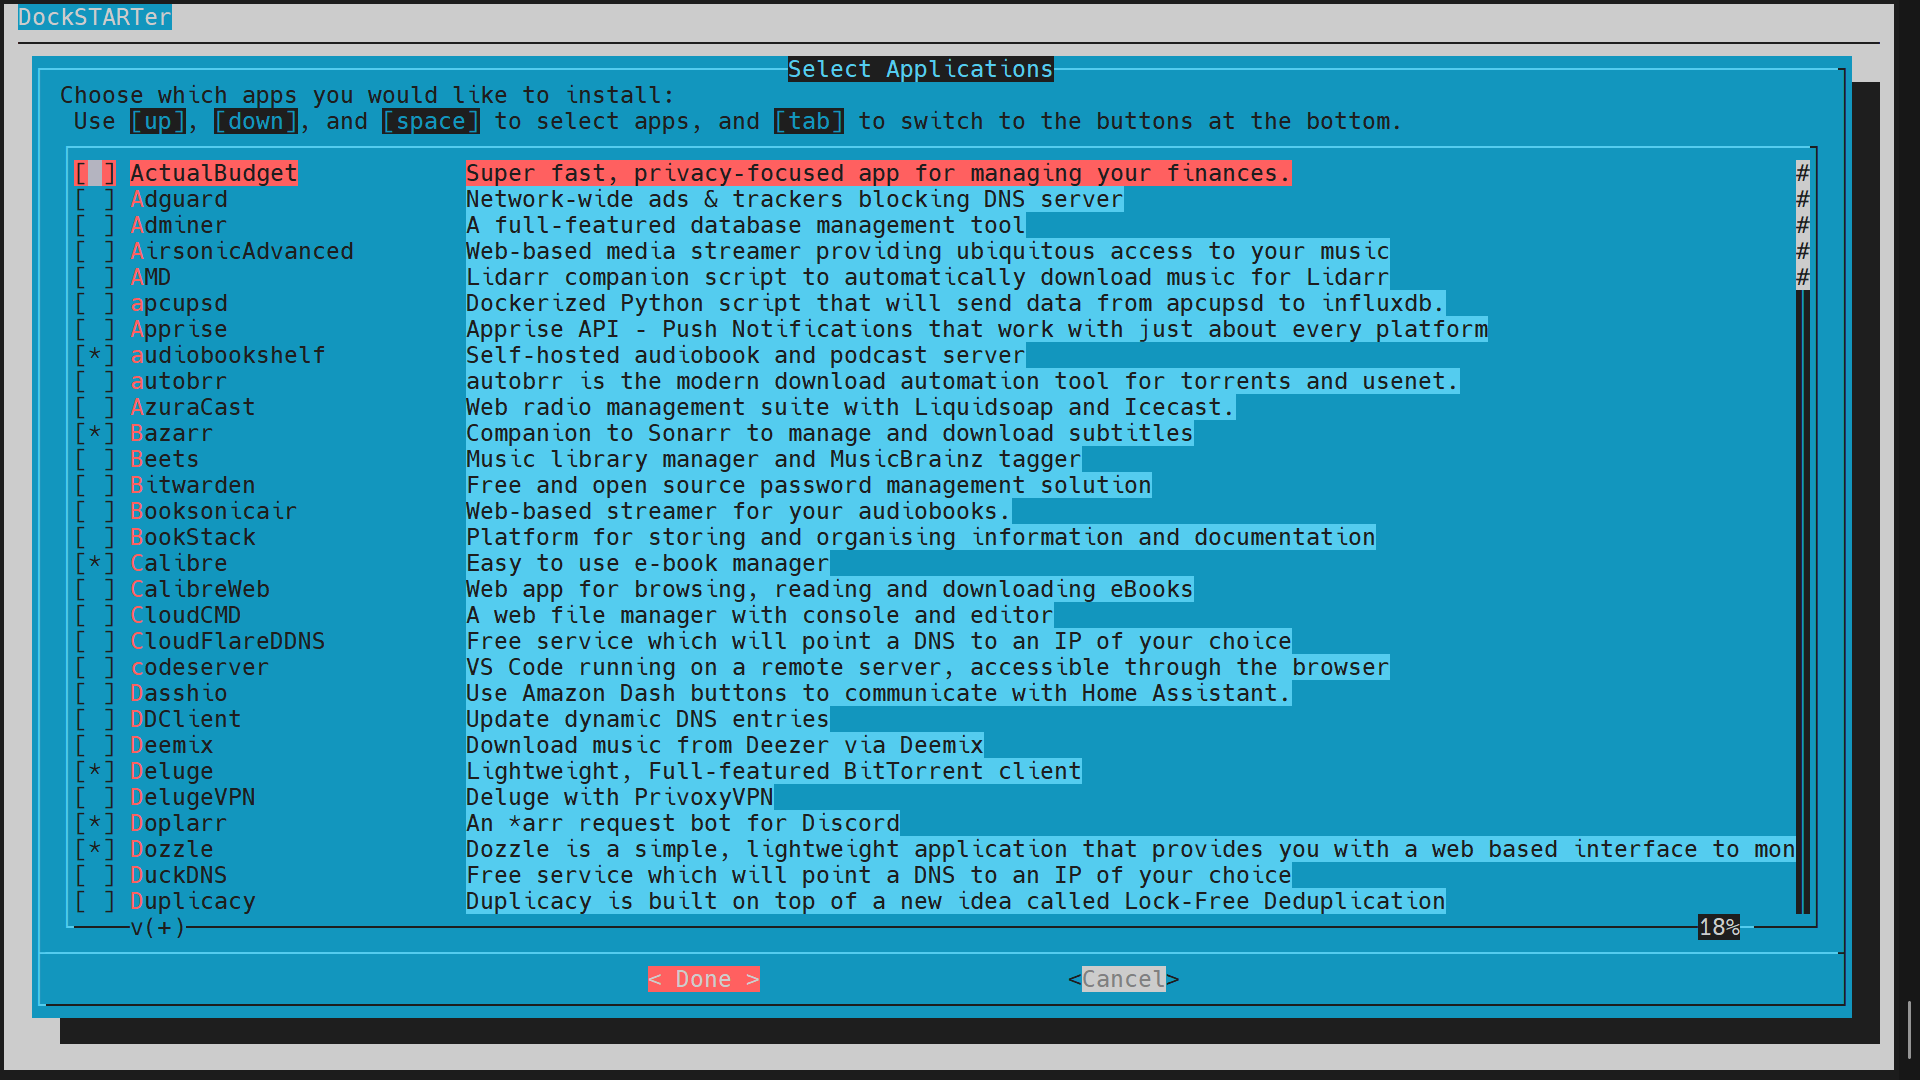 DockSTARTer
Select Applications
Choose which apps you would like to install:
Use [up], [down], and [space] to select apps, and [tab] to switch to the buttons at the bottom.
[ ] ActualBudget Super fast, privacy-focused app for managing your finances. #
[ ] Adguard Network-wide ads & trackers blocking DNS server #
[ ] Adminer A full-featured database management tool #
[ ] AirsonicAdvanced Web-based media streamer providing ubiquitous access to your music #
[ ] AMD Lidarr companion script to automatically download music for Lidarr #
[ ] apcupsd Dockerized Python script that will send data from apcupsd to influxdb.
[ ] Apprise Apprise API - Push Notifications that work with just about every platform
[*] audiobookshelf Self-hosted audiobook and podcast server
[ ] autobrr autobrr is the modern download automation tool for torrents and usenet.
[ ] AzuraCast Web radio management suite with Liquidsoap and Icecast.
[*] Bazarr Companion to Sonarr to manage and download subtitles
[ ] Beets Music library manager and MusicBrainz tagger
[ ] Bitwarden Free and open source password management solution
[ ] Booksonicair Web-based streamer for your audiobooks.
[ ] BookStack Platform for storing and organising information and documentation
[*] Calibre Easy to use e-book manager
[ ] CalibreWeb Web app for browsing, reading and downloading eBooks
[ ] CloudCMD A web file manager with console and editor
[ ] CloudFlareDDNS Free service which will point a DNS to an IP of your choice
[ ] codeserver VS Code running on a remote server, accessible through the browser
[ ] Dasshio Use Amazon Dash buttons to communicate with Home Assistant.
[ ] DDClient Update dynamic DNS entries
[ ] Deemix Download music from Deezer via Deemix
[*] Deluge Lightweight, Full-featured BitTorrent client
[ ] DelugeVPN Deluge with PrivoxyVPN
[*] Doplarr An *arr request bot for Discord
[*] Dozzle Dozzle is a simple, lightweight application that provides you with a web based interface to mon
[ ] DuckDNS Free service which will point a DNS to an IP of your choice
[ ] Duplicacy Duplicacy is built on top of a new idea called Lock-Free Deduplication
v(+) 18%
< Done > <Cancel>